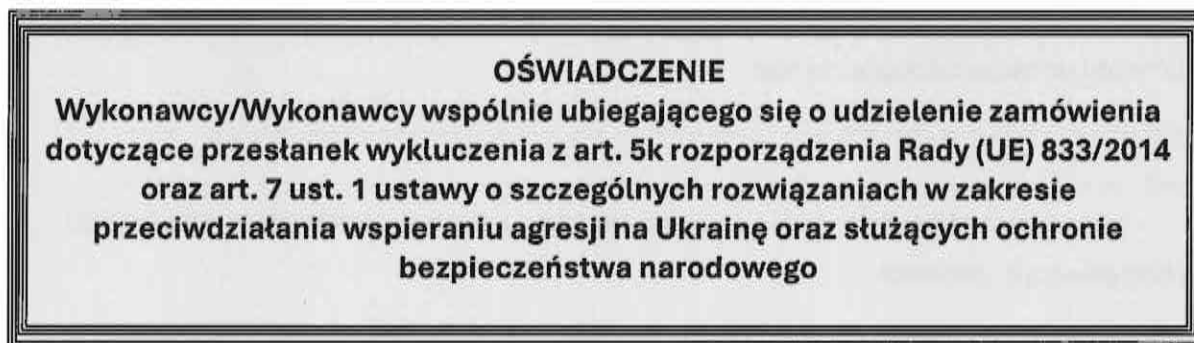 OŚWIADCZENIE
Wykonawcy/Wykonawcy wspólnie ubiegającego się o udzielenie zamówienia
dotyczące przesłanek wykluczenia z art. 5k rozporządzenia Rady (UE) 833/2014
oraz art. 7 ust. 1 ustawy o szczególnych rozwiązaniach w zakresie
przeciwdziałania wspieraniu agresji na Ukrainę oraz służących ochronie
bezpieczeństwa narodowego